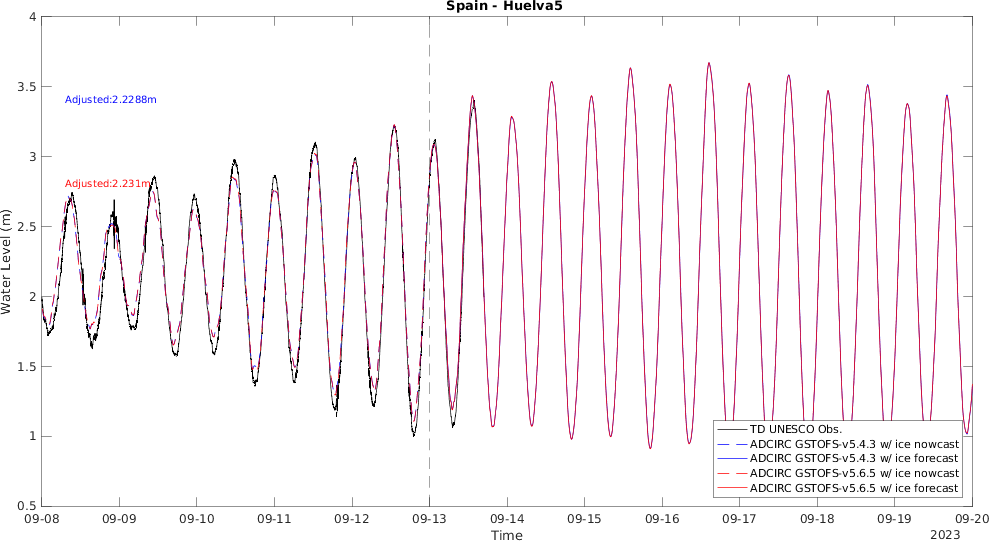 Spain - Huelva5
4
3.5
3
2.5
2
1.5
1
0.5
Water Level (m)
Adjusted:2.2288m
Adjusted:2.231m
TD UNESCO Obs.
ADCIRC GSTOFS-v5.4.3 w/ ice nowcast
ADCIRC GSTOFS-v5.4.3 w/ ice forecast
ADCIRC GSTOFS-v5.6.5 w/ ice nowcast
ADCIRC GSTOFS-v5.6.5 w/ ice forecast
09-08 09-09 09-10 09-11 09-12 09-13 09-14 09-15 09-16 09-17 09-18 09-19 09-20
Time
2023